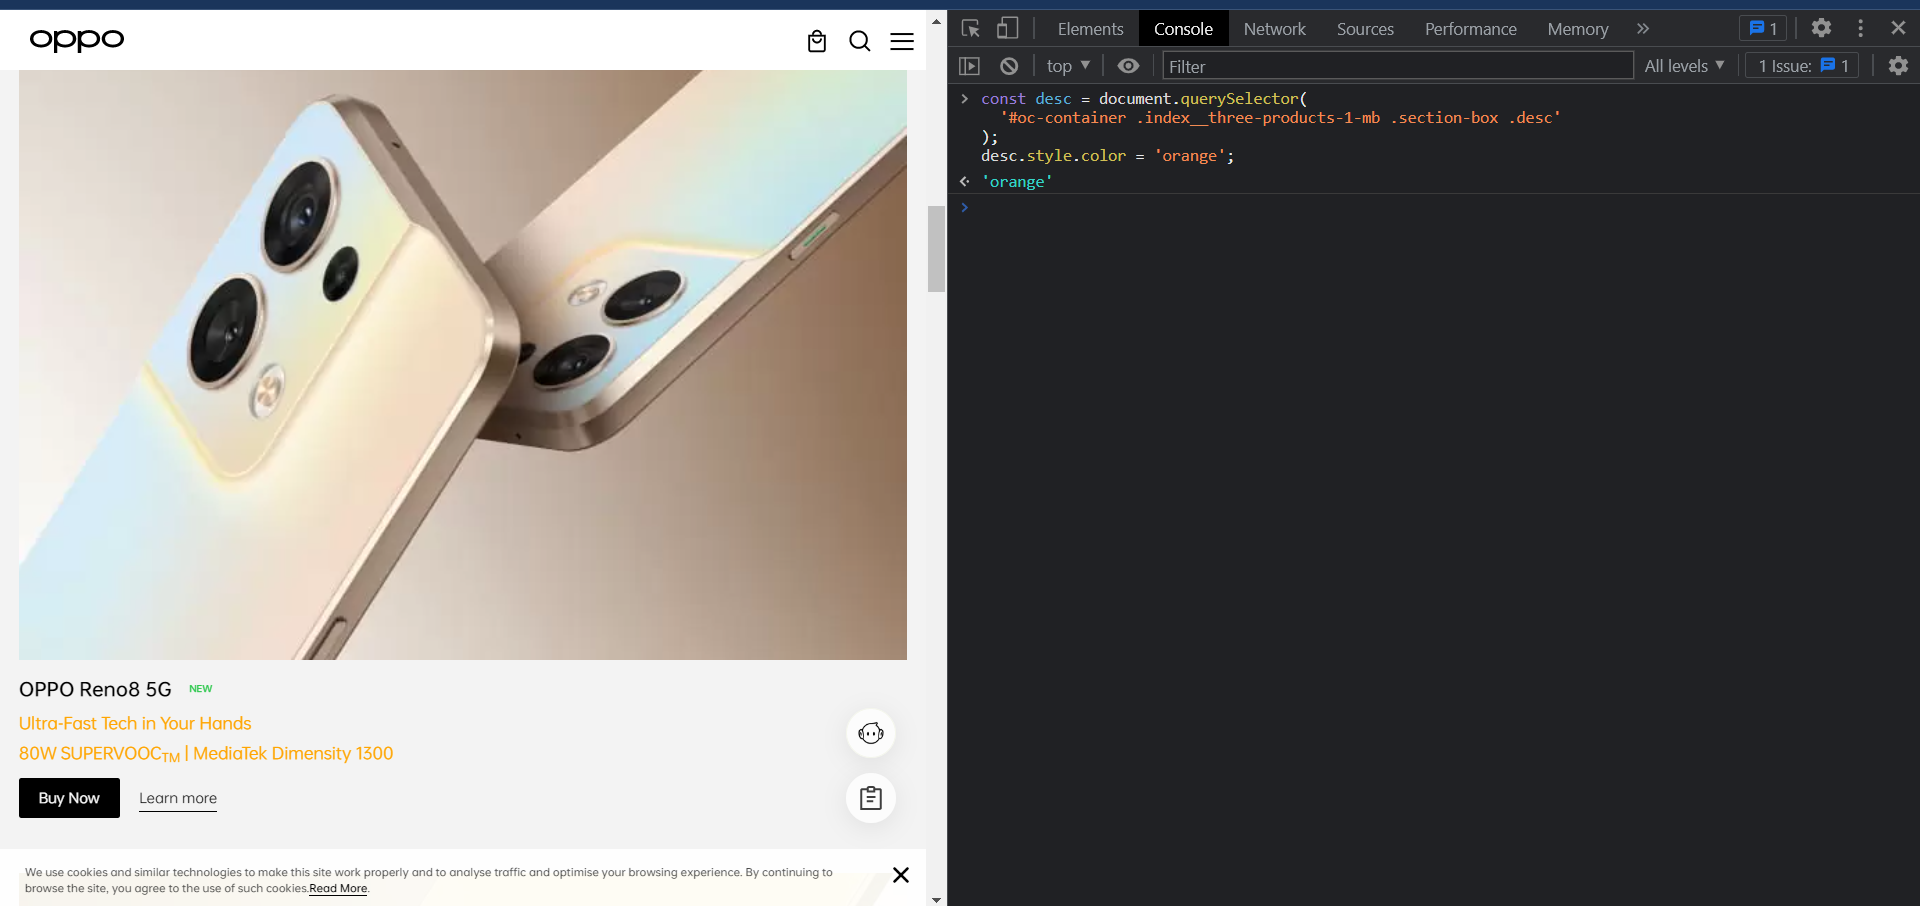 oppo
OPPO Reno8 5G NEW
Ultra-Fast Tech in Your Hands
80W SUPERVOOCTM | MediaTek Dimensity 1300
Buy Now Learn more
We use cookies and similar technologies to make this site work properly and to analyse traffic and optimise your browsing experience. By continuing to
browse the site, you agree to the use of such cookies.Read More.
Elements Console Network Sources Performance Memory 1
top Filter All levels 1 Issue: 1
const desc = document.querySelector(
'#oc-container .index__three-products-1-mb .section-box .desc'
);
desc.style.color = 'orange';
'orange'